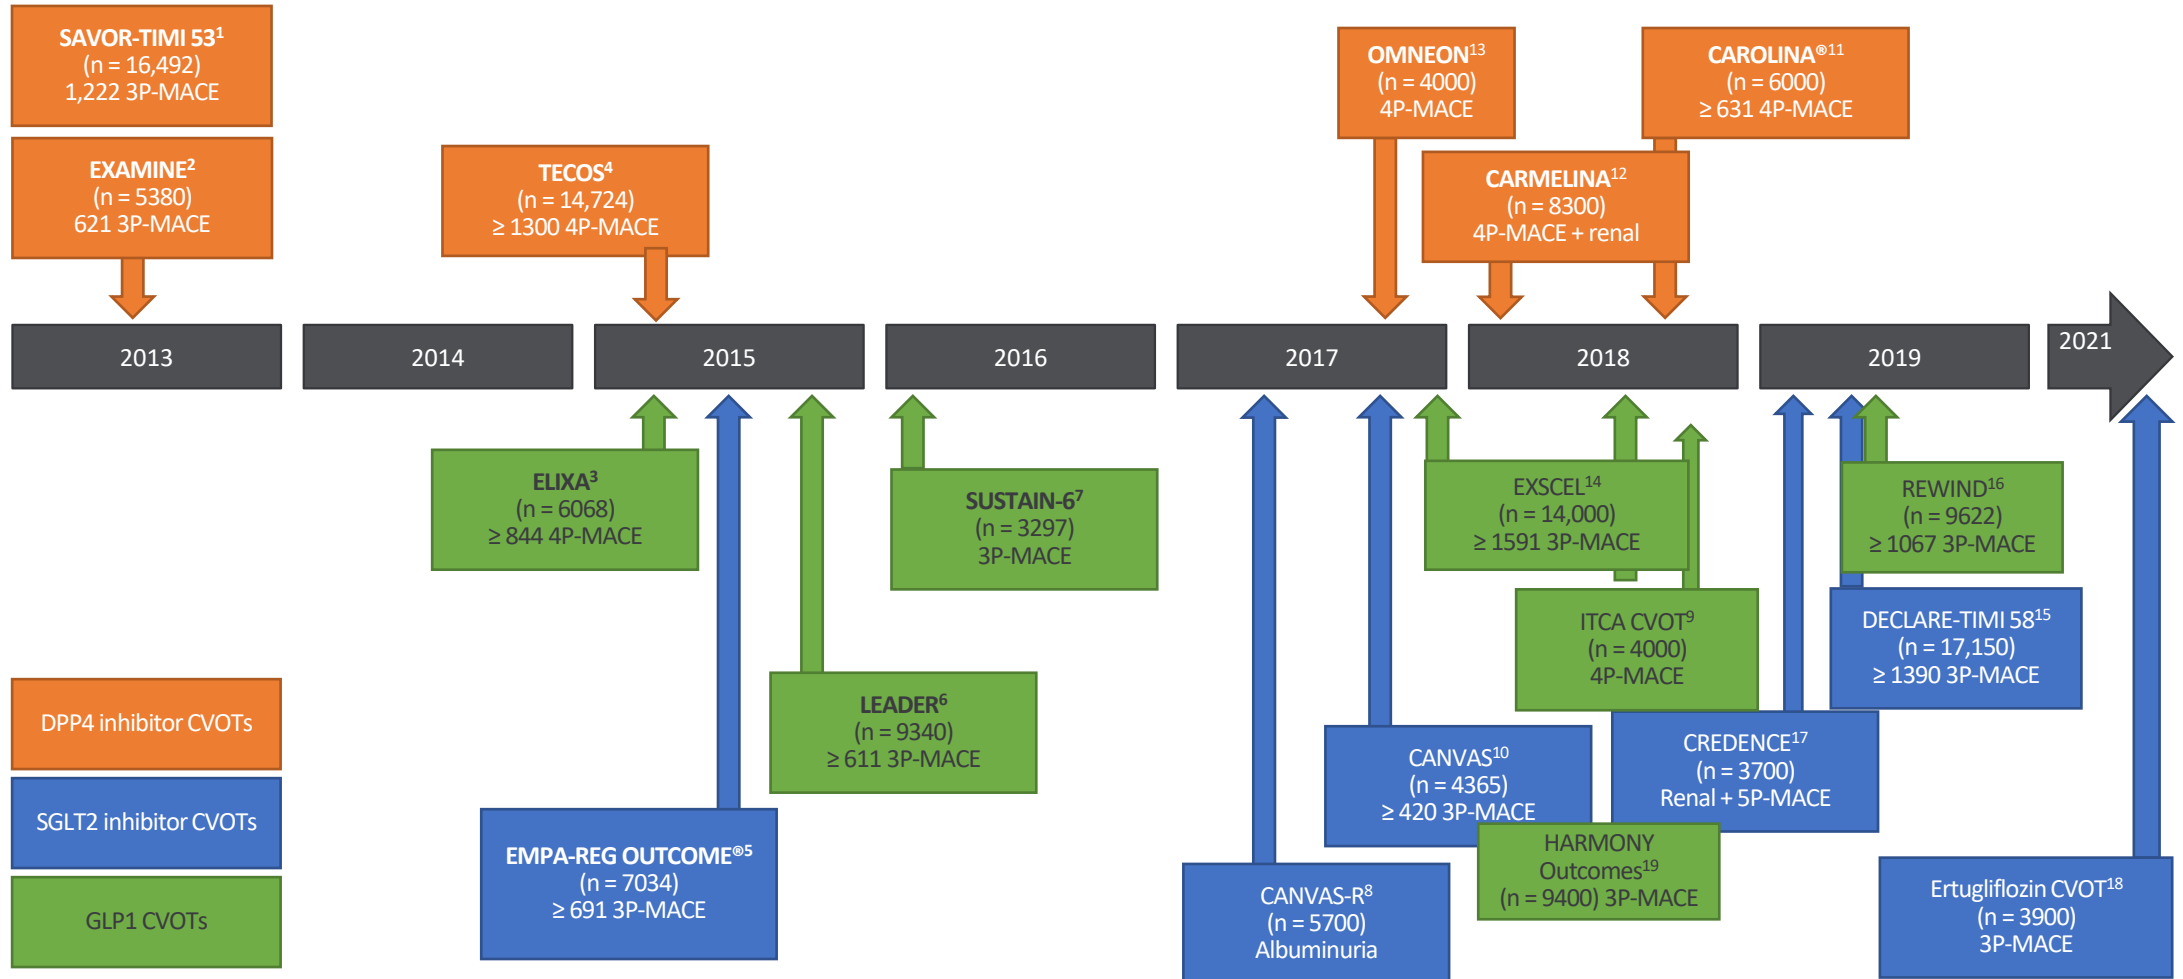 SAVOR-TIMI 53¹
(n = 16,492)
1,222 3P-MACE
EXAMINE²
(n = 5380)
621 3P-MACE
TECOS⁴
(n = 14,724)
≥ 1300 4P-MACE
OMNEON¹³
(n = 4000)
4P-MACE
CARMELINA¹²
(n = 8300)
4P-MACE + renal
CAROLINA®¹¹
(n = 6000)
≥ 631 4P-MACE
2013
2014
2015
2016
2017
2018
2019
2021
ELIXA³
(n = 6068)
≥ 844 4P-MACE
SUSTAIN-6⁷
(n = 3297)
3P-MACE
EXSCEL¹⁴
(n = 14,000)
≥ 1591 3P-MACE
REWIND¹⁶
(n = 9622)
≥ 1067 3P-MACE
ITCA CVOT⁹
(n = 4000)
4P-MACE
DECLARE-TIMI 58¹⁵
(n = 17,150)
≥ 1390 3P-MACE
LEADER⁶
(n = 9340)
≥ 611 3P-MACE
CANVAS¹⁰
(n = 4365)
≥ 420 3P-MACE
CREDENCE¹⁷
(n = 3700)
Renal + 5P-MACE
EMPA-REG OUTCOME®⁵
(n = 7034)
≥ 691 3P-MACE
HARMONY
Outcomes¹⁹
(n = 9400) 3P-MACE
CANVAS-R⁸
(n = 5700)
Albuminuria
Ertugliflozin CVOT¹⁸
(n = 3900)
3P-MACE
DPP4 inhibitor CVOTs
SGLT2 inhibitor CVOTs
GLP1 CVOTs